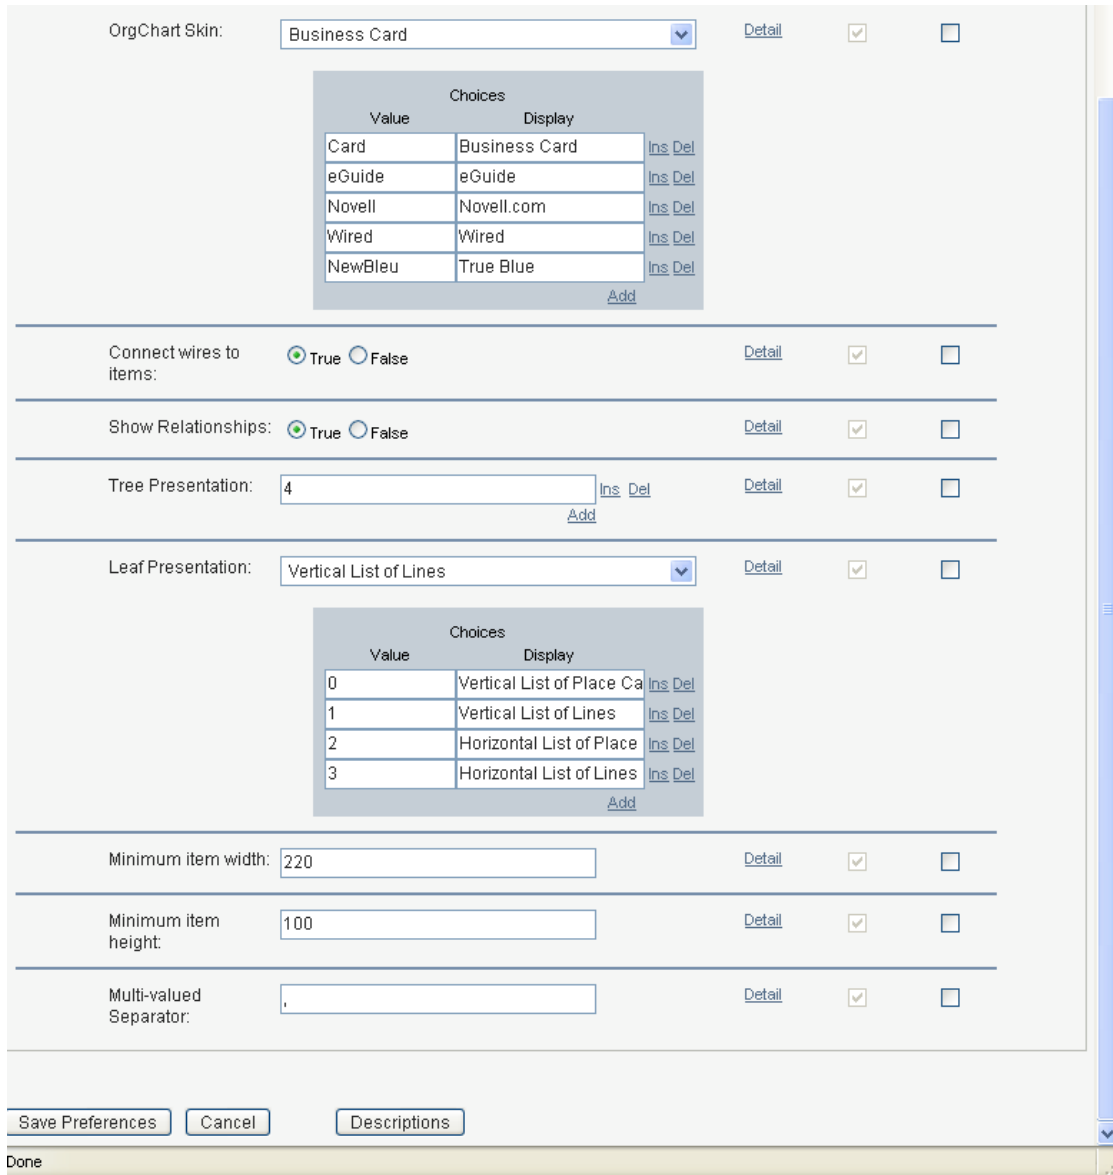 OrgChart Skin: Business Card Detail
Choices
Value Display
Card Business Card Ins Del
eGuide eGuide Ins Del
Novell Novell.com Ins Del
Wired Wired Ins Del
NewBleu True Blue Ins Del
Add
Connect wires to items: True False Detail
Show Relationships: True False Detail
Tree Presentation: 4 Ins Del Detail
Add
Leaf Presentation: Vertical List of Lines Detail
Choices
Value Display
0 Vertical List of Place Ca Ins Del
1 Vertical List of Lines Ins Del
2 Horizontal List of Place Ins Del
3 Horizontal List of Lines Ins Del
Add
Minimum item width: 220 Detail
Minimum item height: 100 Detail
Multi-valued Separator: , Detail
Save Preferences Cancel Descriptions
Done